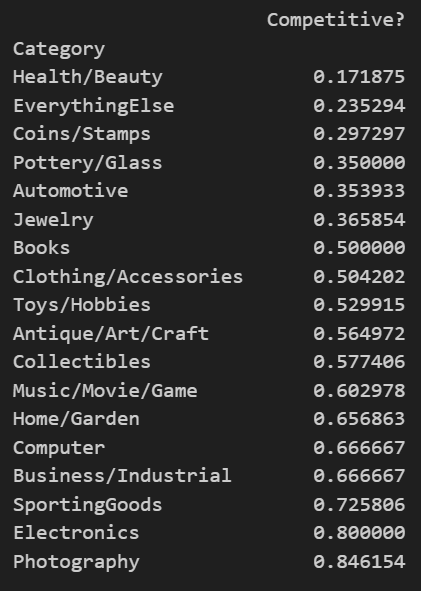 Competitive?
Category
Health/Beauty 0.171875
EverythingElse 0.235294
Coins/Stamps 0.297297
Pottery/Glass 0.350000
Automotive 0.353933
Jewelry 0.365854
Books 0.500000
Clothing/Accessories 0.504202
Toys/Hobbies 0.529915
Antique/Art/Craft 0.564972
Collectibles 0.577406
Music/Movie/Game 0.602978
Home/Garden 0.656863
Computer 0.666667
Business/Industrial 0.666667
SportingGoods 0.725806
Electronics 0.800000
Photography 0.846154